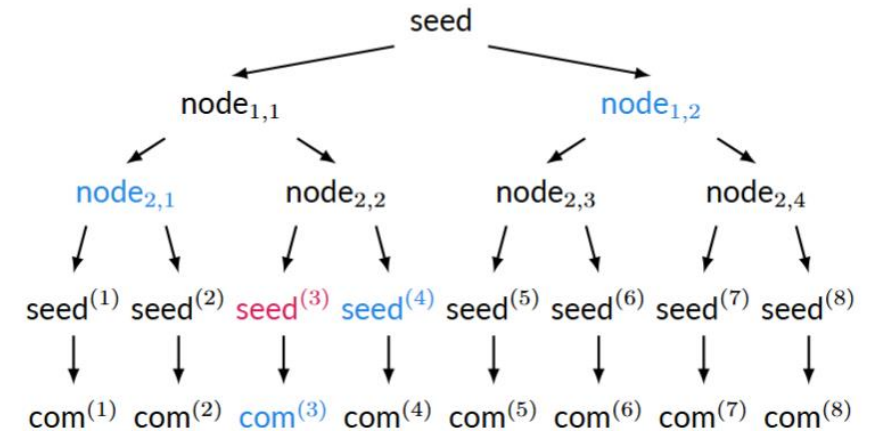 seed
node₁,₁ node₁,₂
node₂,₁ node₂,₂ node₂,₃ node₂,₄
seed⁽¹⁾ seed⁽²⁾ seed⁽³⁾ seed⁽⁴⁾ seed⁽⁵⁾ seed⁽⁶⁾ seed⁽⁷⁾ seed⁽⁸⁾
com⁽¹⁾ com⁽²⁾ com⁽³⁾ com⁽⁴⁾ com⁽⁵⁾ com⁽⁶⁾ com⁽⁷⁾ com⁽⁸⁾